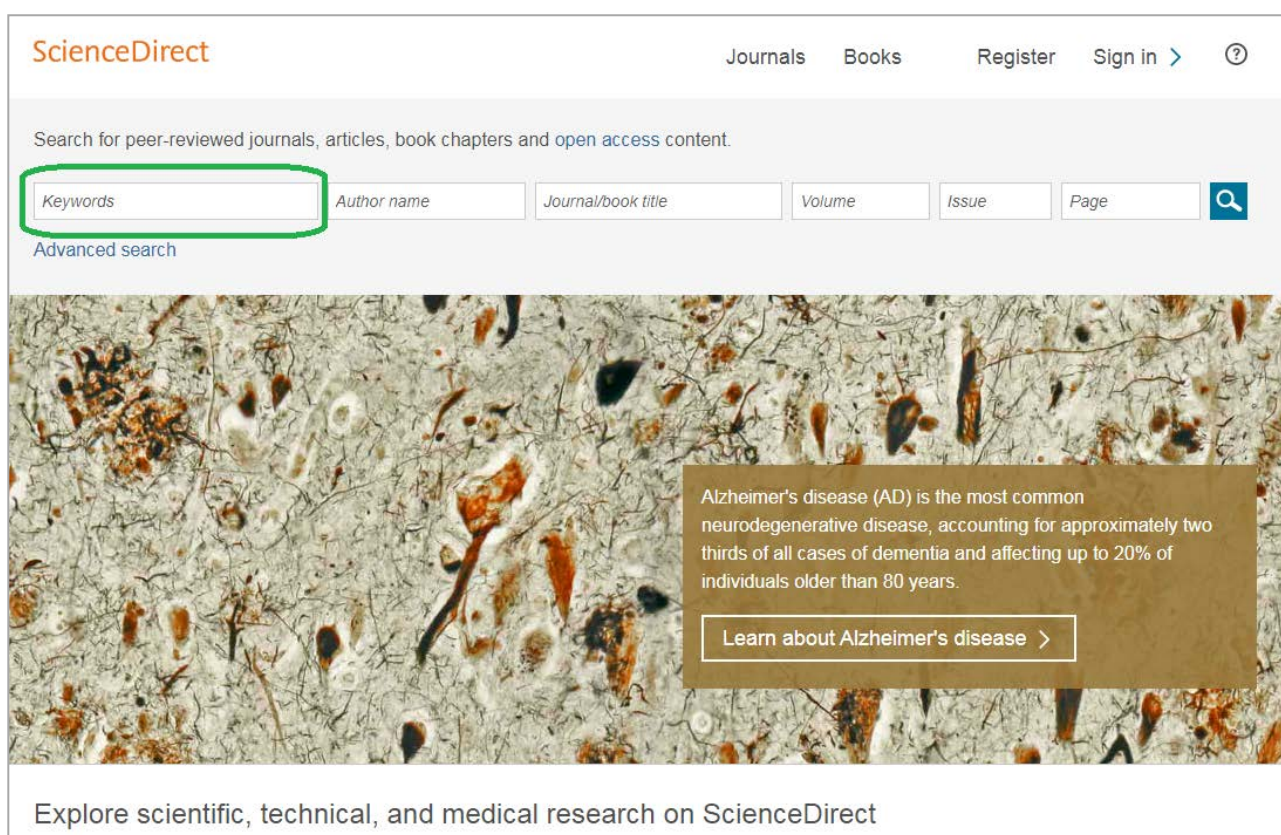 ScienceDirect
Journals Books Register Sign in >
Search for peer-reviewed journals, articles, book chapters and open access content.
Keywords Author name Journal/book title Volume Issue Page
Advanced search
Alzheimer's disease (AD) is the most common
neurodegenerative disease, accounting for approximately two
thirds of all cases of dementia and affecting up to 20% of
individuals older than 80 years.
Learn about Alzheimer's disease >
Explore scientific, technical, and medical research on ScienceDirect